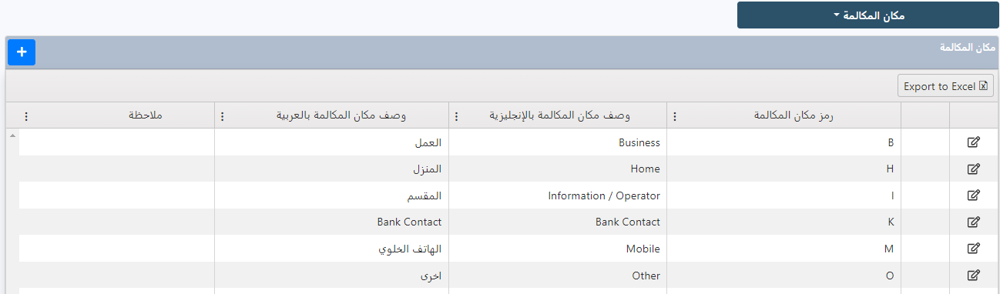 مكان المكالمة
مكان المكالمة
Export to Excel
رمز مكان المكالمة وصف مكان المكالمة بالإنجليزية وصف مكان المكالمة بالعربية ملاحظة
B Business العمل
H Home المنزل
I Information / Operator المقسم
K Bank Contact Bank Contact
M Mobile الهاتف الخلوي
O Other اخرى